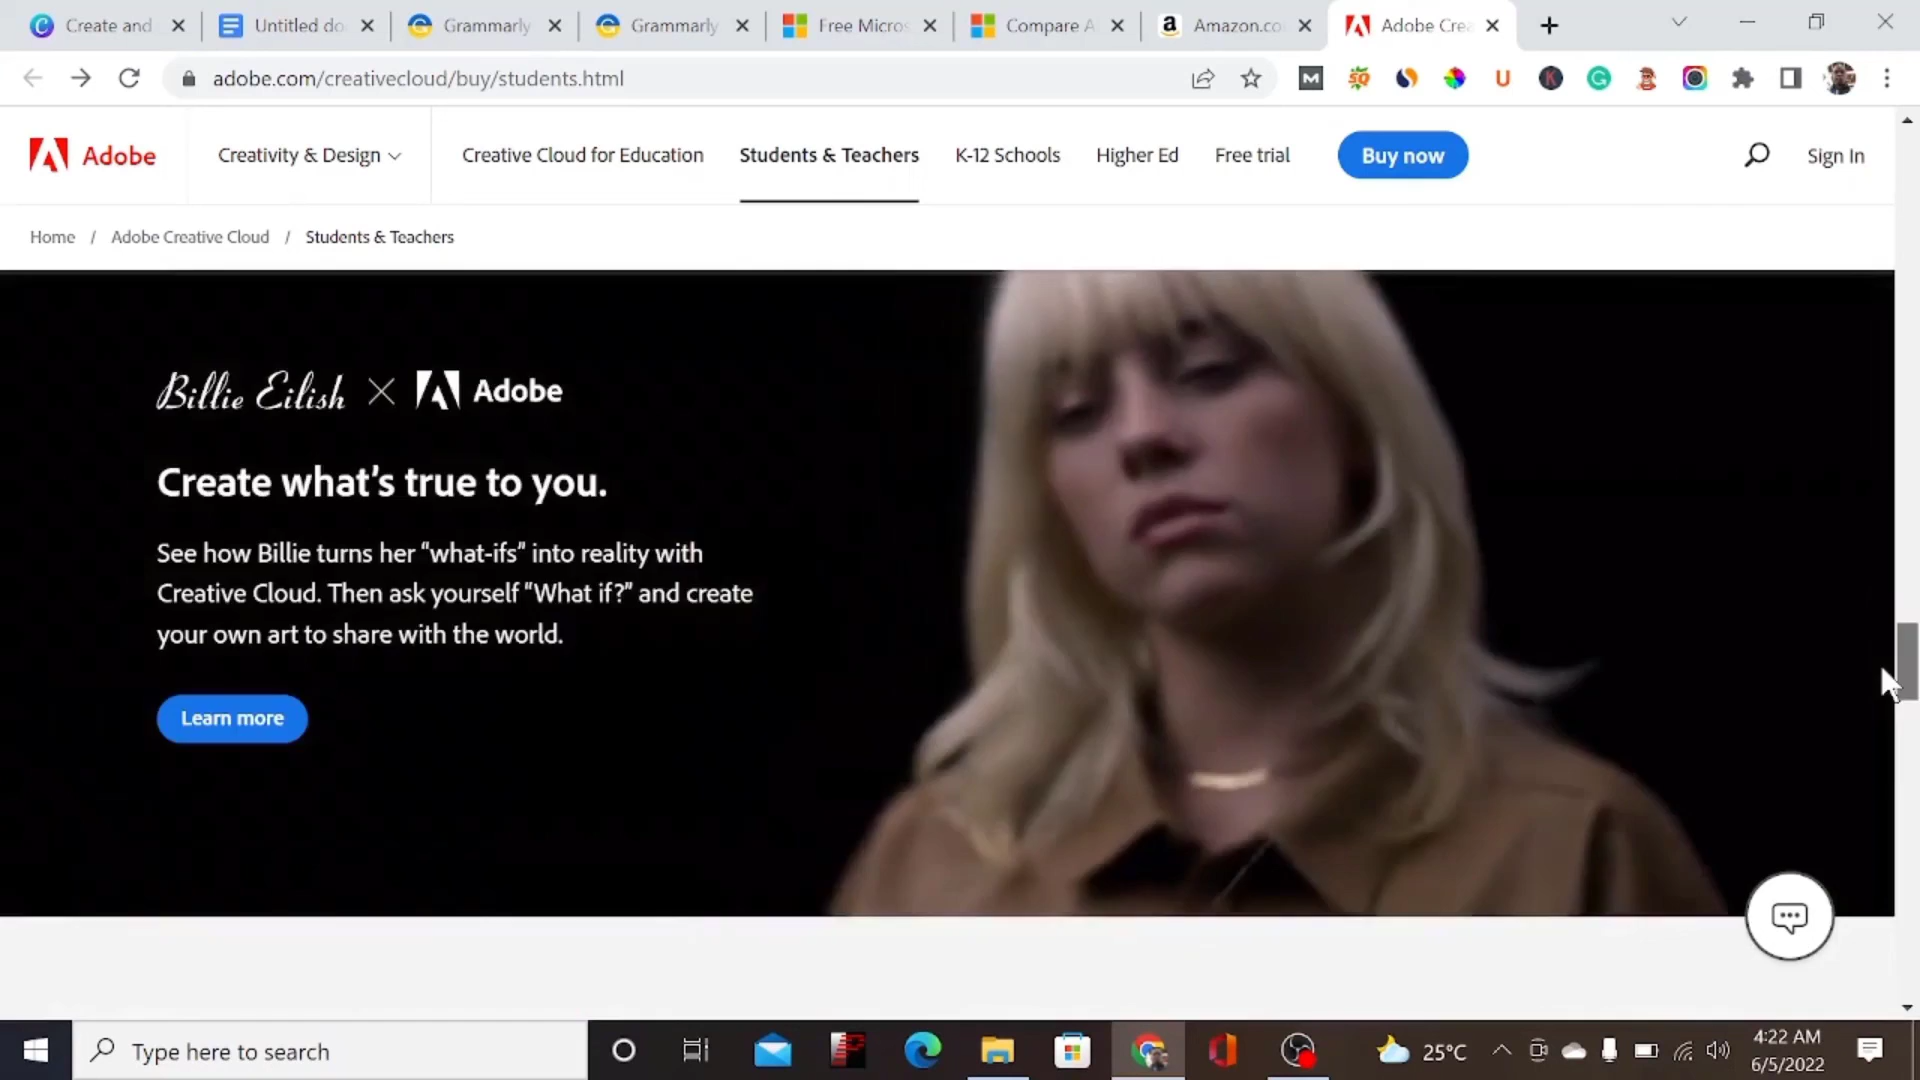 Create and
Untitled do
Grammarly
Grammarly
Free Micros
Compare A
Amazon.co
Adobe Crea
adobe.com/creativecloud/buy/students.html
Adobe
Creativity & Design
Creative Cloud for Education
Students & Teachers
K-12 Schools
Higher Ed
Free trial
Buy now
Sign In
Home / Adobe Creative Cloud / Students & Teachers
Billie Eilish × Adobe
Create what's true to you.
See how Billie turns her “what-ifs” into reality with
Creative Cloud. Then ask yourself “What if?” and create
your own art to share with the world.
Learn more
Type here to search
25°C
4:22 AM
6/5/2022